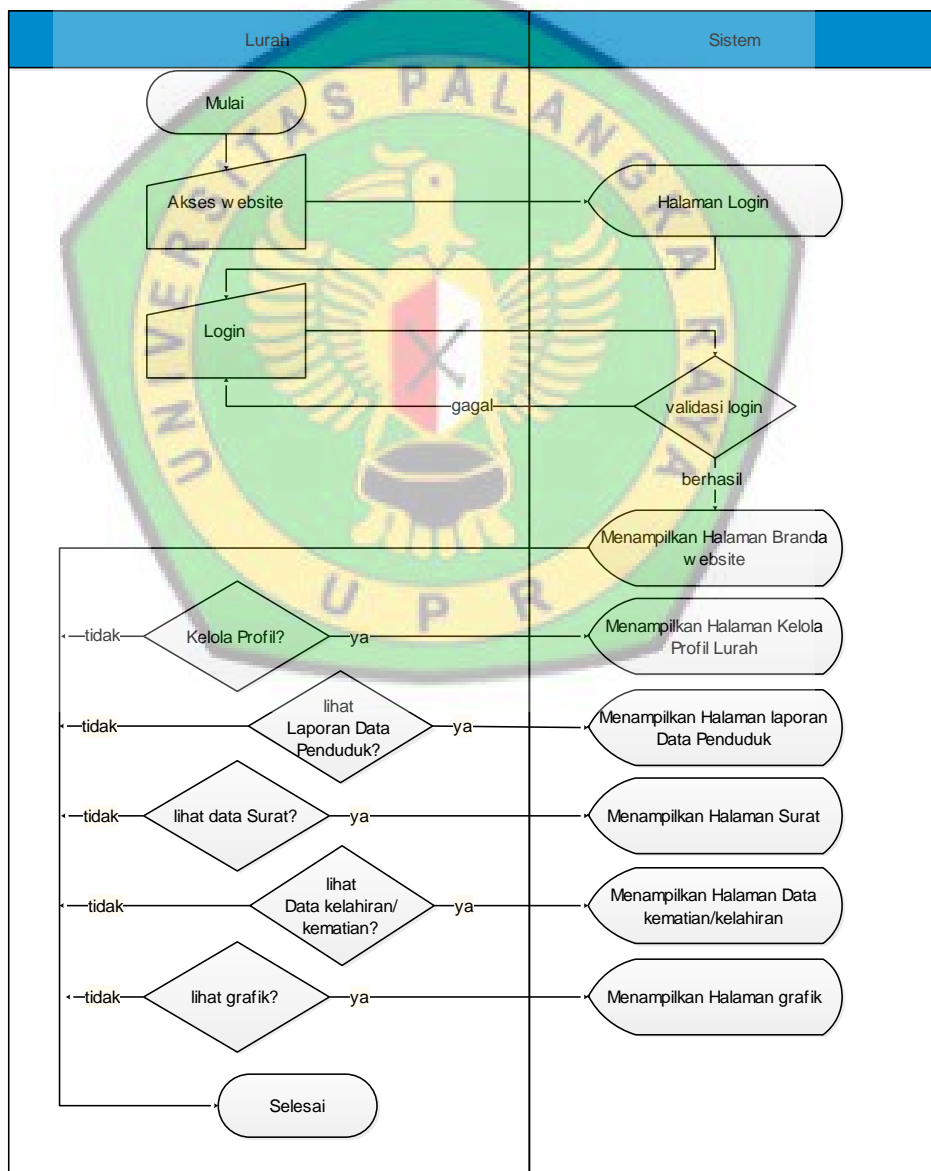 Lurah
Sistem
Mulai
UNIVERSITAS PALANGKA RAYA
UPR
Akses website
Halaman Login
Login
gagal
validasi login
berhasil
Menampilkan Halaman Branda
website
tidak
Kelola Profil?
ya
Menampilkan Halaman Kelola
Profil Lurah
tidak
lihat
Laporan Data
Penduduk?
ya
Menampilkan Halaman laporan
Data Penduduk
tidak
lihat data Surat?
ya
Menampilkan Halaman Surat
tidak
lihat
Data kelahiran/
kematian?
ya
Menampilkan Halaman Data
kematian/kelahiran
tidak
lihat grafik?
ya
Menampilkan Halaman grafik
Selesai